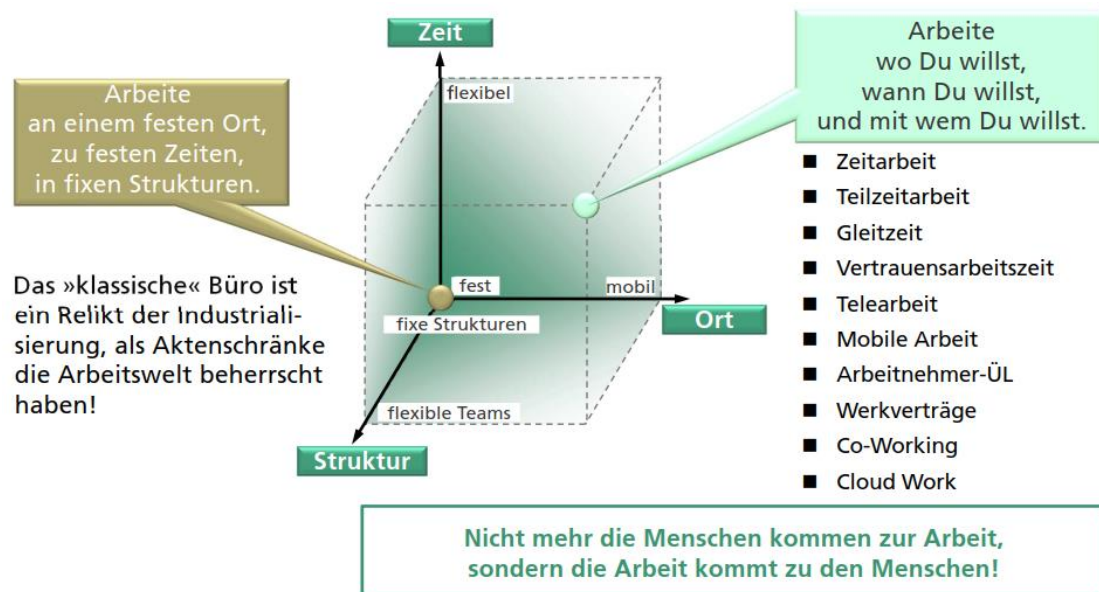 Zeit
flexibel
Arbeite
an einem festen Ort,
zu festen Zeiten,
in fixen Strukturen.
Arbeite
wo Du willst,
wann Du willst,
und mit wem Du willst.
Das »klassische« Büro ist
ein Relikt der Industriali-
sierung, als Aktenschränke
die Arbeitswelt beherrscht
haben!
fest
mobil
fixe Strukturen
Ort
flexible Teams
Struktur
■ Zeitarbeit
■ Teilzeitarbeit
■ Gleitzeit
■ Vertrauensarbeitszeit
■ Telearbeit
■ Mobile Arbeit
■ Arbeitnehmer-ÜL
■ Werkverträge
■ Co-Working
■ Cloud Work
Nicht mehr die Menschen kommen zur Arbeit,
sondern die Arbeit kommt zu den Menschen!